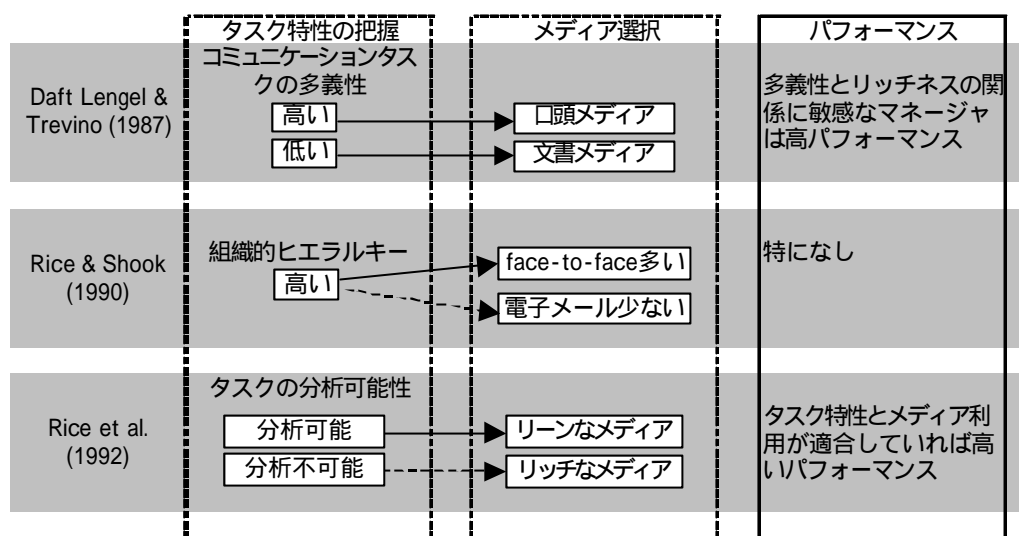 タスク特性の把握
メディア選択
パフォーマンス
Daft Lengel &
Trevino (1987)
コミュニケーションタス
クの多義性
高い
低い
口頭メディア
文書メディア
多義性とリッチネスの関
係に敏感なマネージャ
は高パフォーマンス
Rice & Shook
(1990)
組織的ヒエラルキー
高い
face-to-face多い
電子メール少ない
特になし
Rice et al.
(1992)
タスクの分析可能性
分析可能
分析不可能
リーンなメディア
リッチなメディア
タスク特性とメディア利
用が適合していれば高
いパフォーマンス